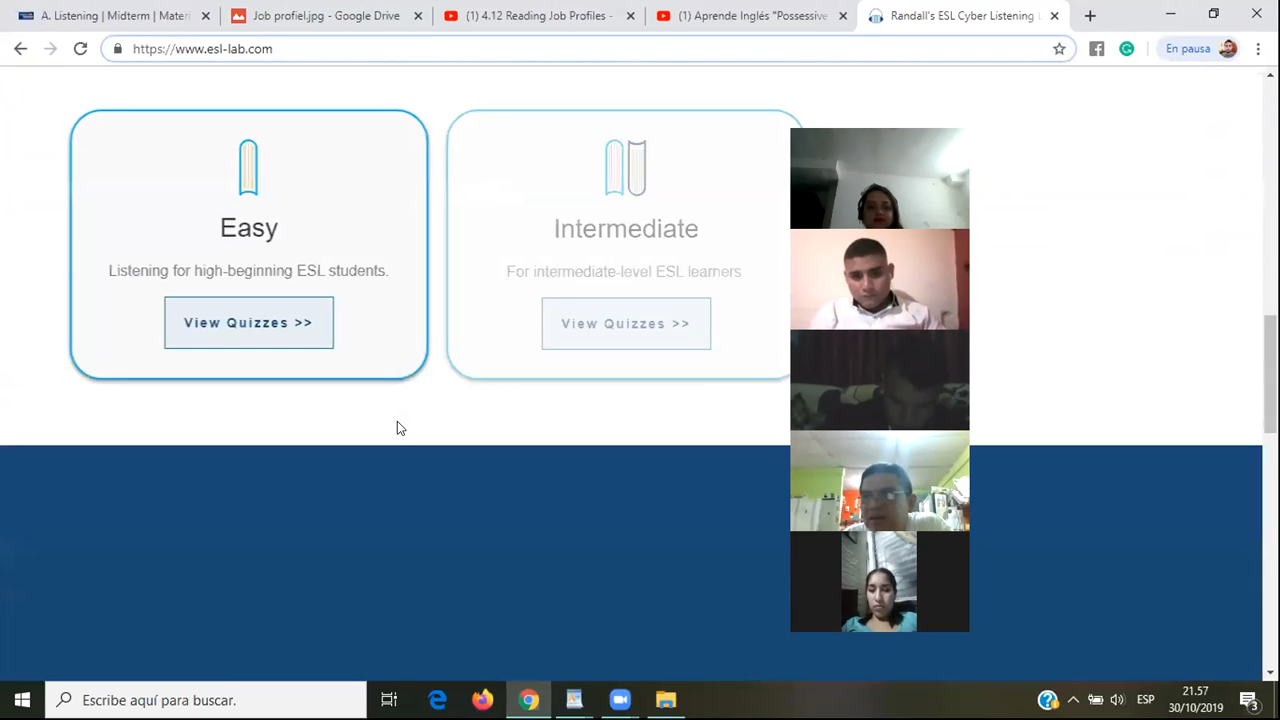 A. Listening | Midterm | Materi
Job profiel.jpg - Google Drive
(1) 4.12 Reading Job Profiles -
(1) Aprende Inglés "Possessive
Randall's ESL Cyber Listening L
https://www.esl-lab.com
En pausa
Easy
Listening for high-beginning ESL students.
View Quizzes >>
Intermediate
For intermediate-level ESL learners
View Quizzes >>
Escribe aquí para buscar.
ESP
21.57
30/10/2019
3